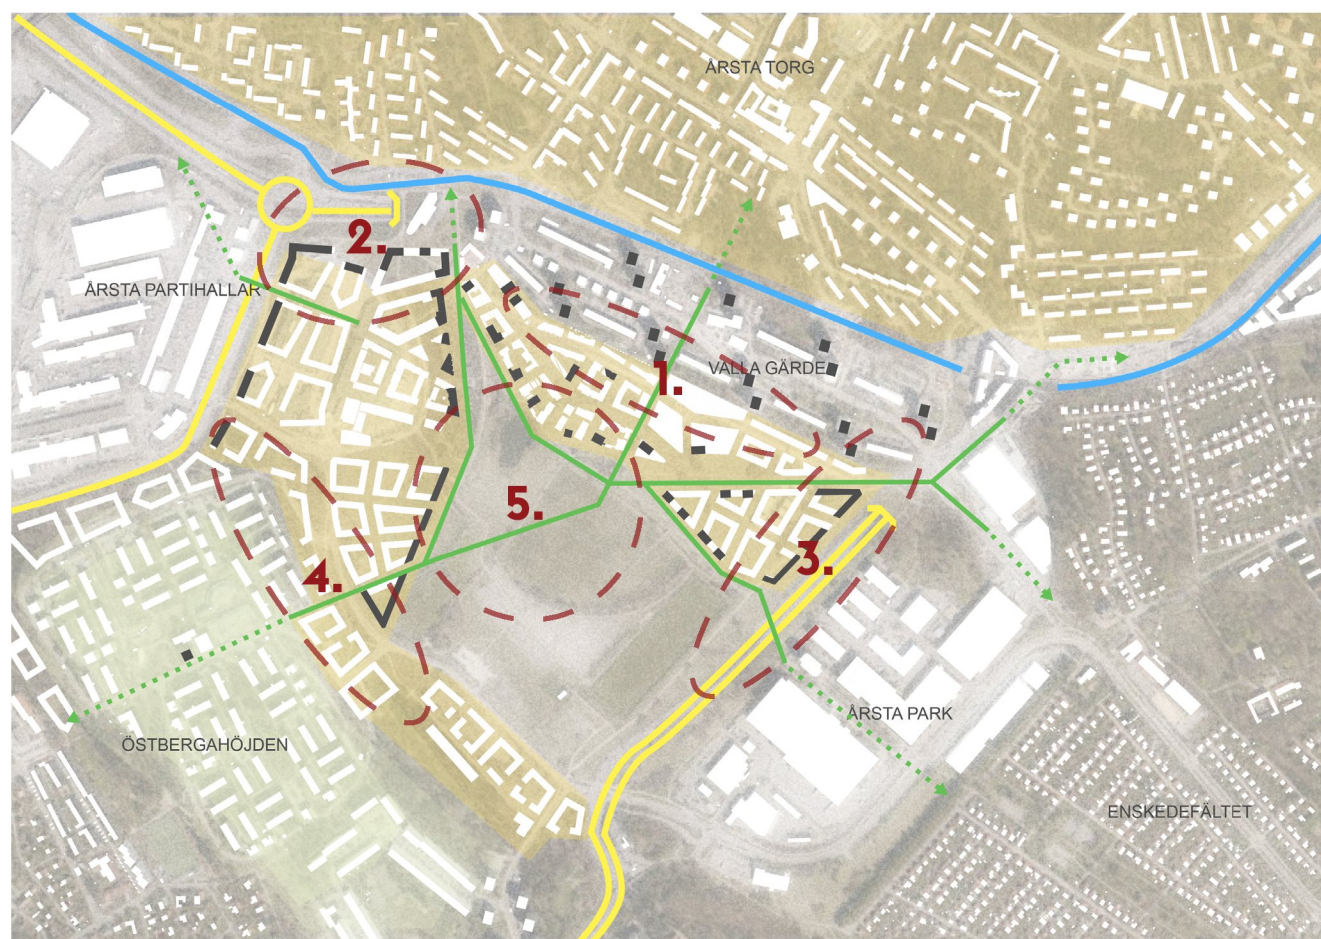 ÅRSTA TORG
2.
ÅRSTA PARTIHALLAR
VALLA GÄRDE
1.
5.
3.
4.
ÅRSTA PARK
ÖSTBERGAHÖJDEN
ENSKEDEFÄLTET